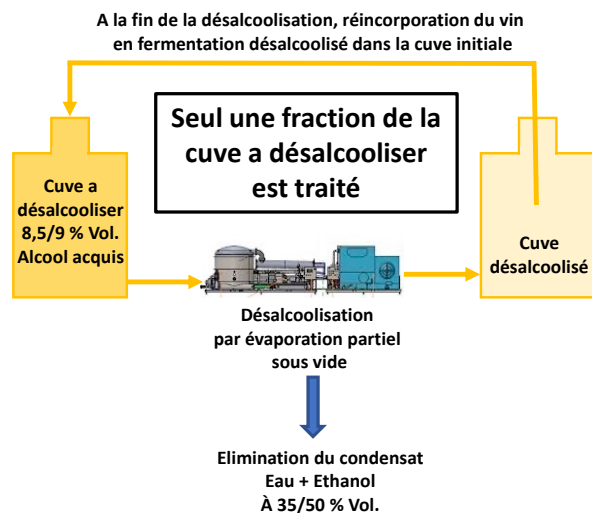 A la fin de la désalcoolisation, réincorporation du vin
en fermentation désalcoolisé dans la cuve initiale
Seul une fraction de la
cuve a désalcooliser
est traité
Cuve a
désalcooliser
8,5/9 % Vol.
Alcool acquis
Cuve
désalcoolisé
Désalcoolisation
par évaporation partiel
sous vide
Elimination du condensat
Eau + Ethanol
À 35/50 % Vol.